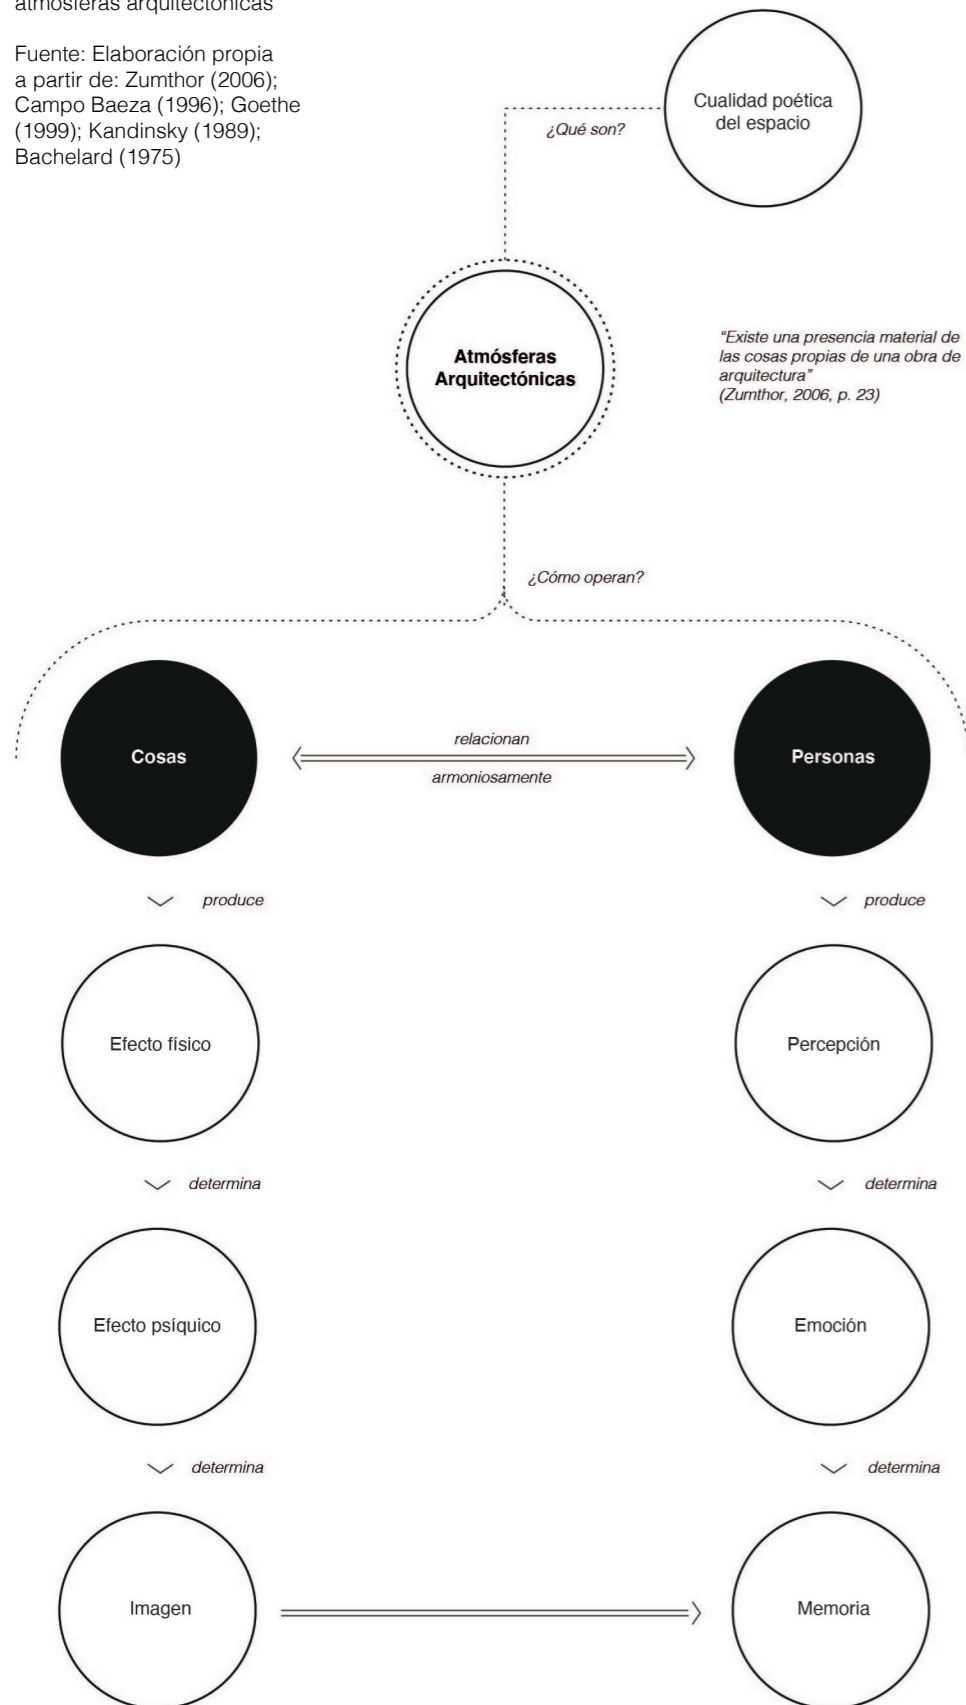 atmósferas arquitectónicas
Fuente: Elaboración propia
a partir de: Zumthor (2006);
Campo Baeza (1996); Goethe
(1999); Kandinsky (1989);
Bachelard (1975)
Cualidad poética
del espacio
¿Qué son?
Atmósferas
Arquitectónicas
“Existe una presencia material de
las cosas propias de una obra de
arquitectura”
(Zumthor, 2006, p. 23)
¿Cómo operan?
Cosas
relacionan
armoniosamente
Personas
produce
produce
Efecto físico
Percepción
determina
determina
Efecto psíquico
Emoción
determina
determina
Imagen
Memoria